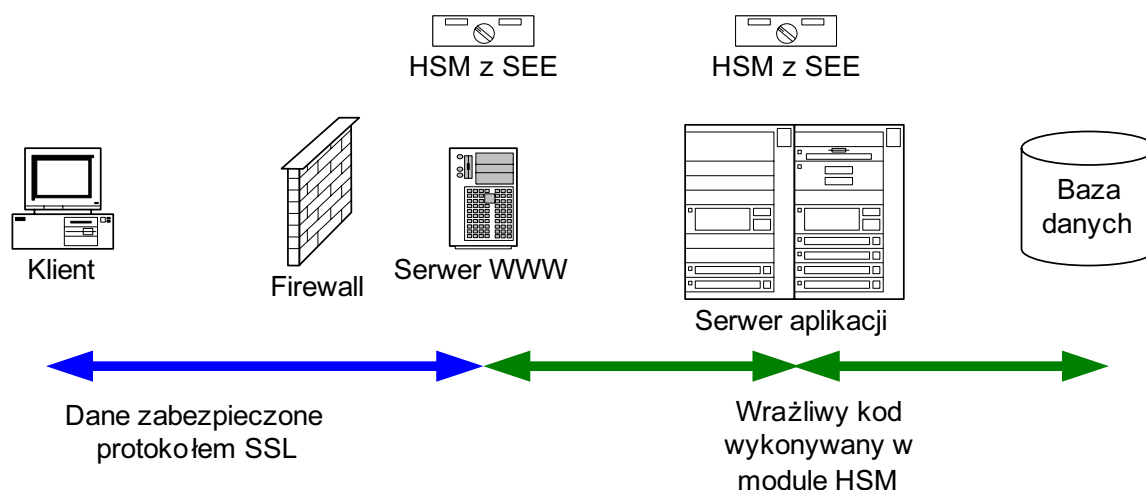 HSM z SEE
HSM z SEE
Klient
Firewall
Serwer WWW
Serwer aplikacji
Baza
danych
Dane zabezpieczone
protokołem SSL
Wrażliwy kod
wykonywany w
module HSM